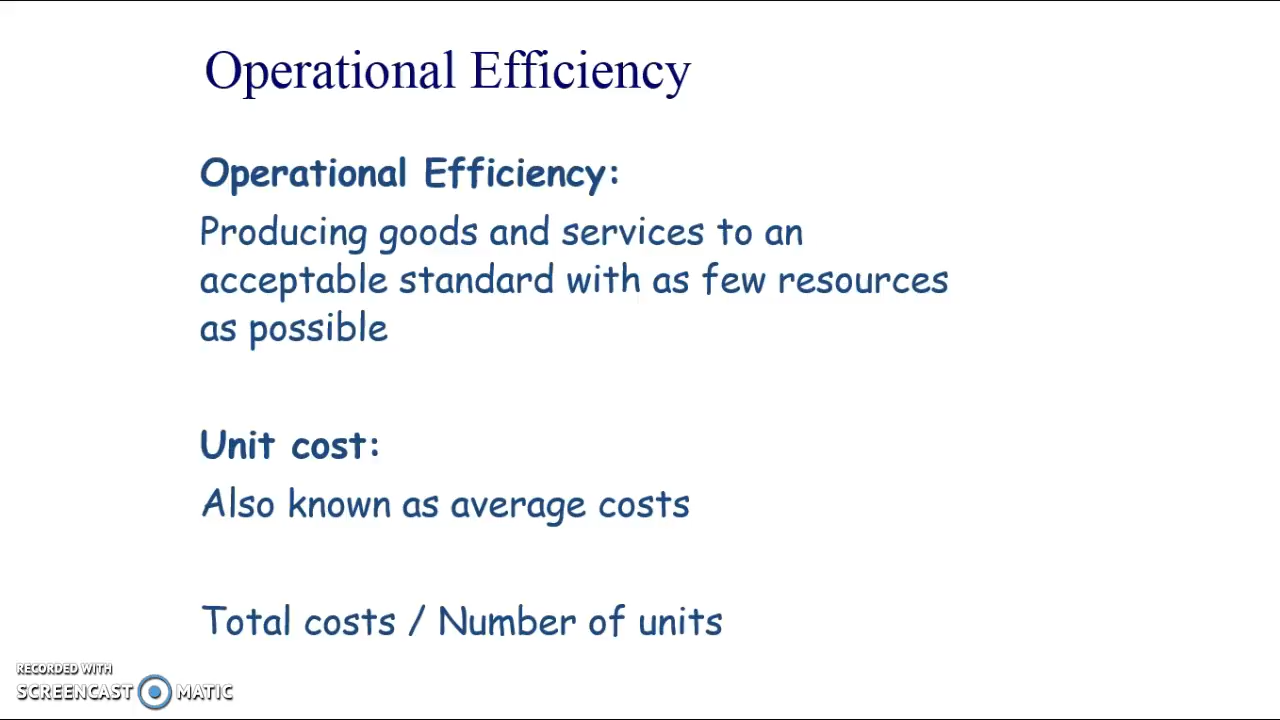 Operational Efficiency
Operational Efficiency:
Producing goods and services to an
acceptable standard with as few resources
as possible
Unit cost:
Also known as average costs
Total costs / Number of units
RECORDED WITH
SCREENCAST MATIC